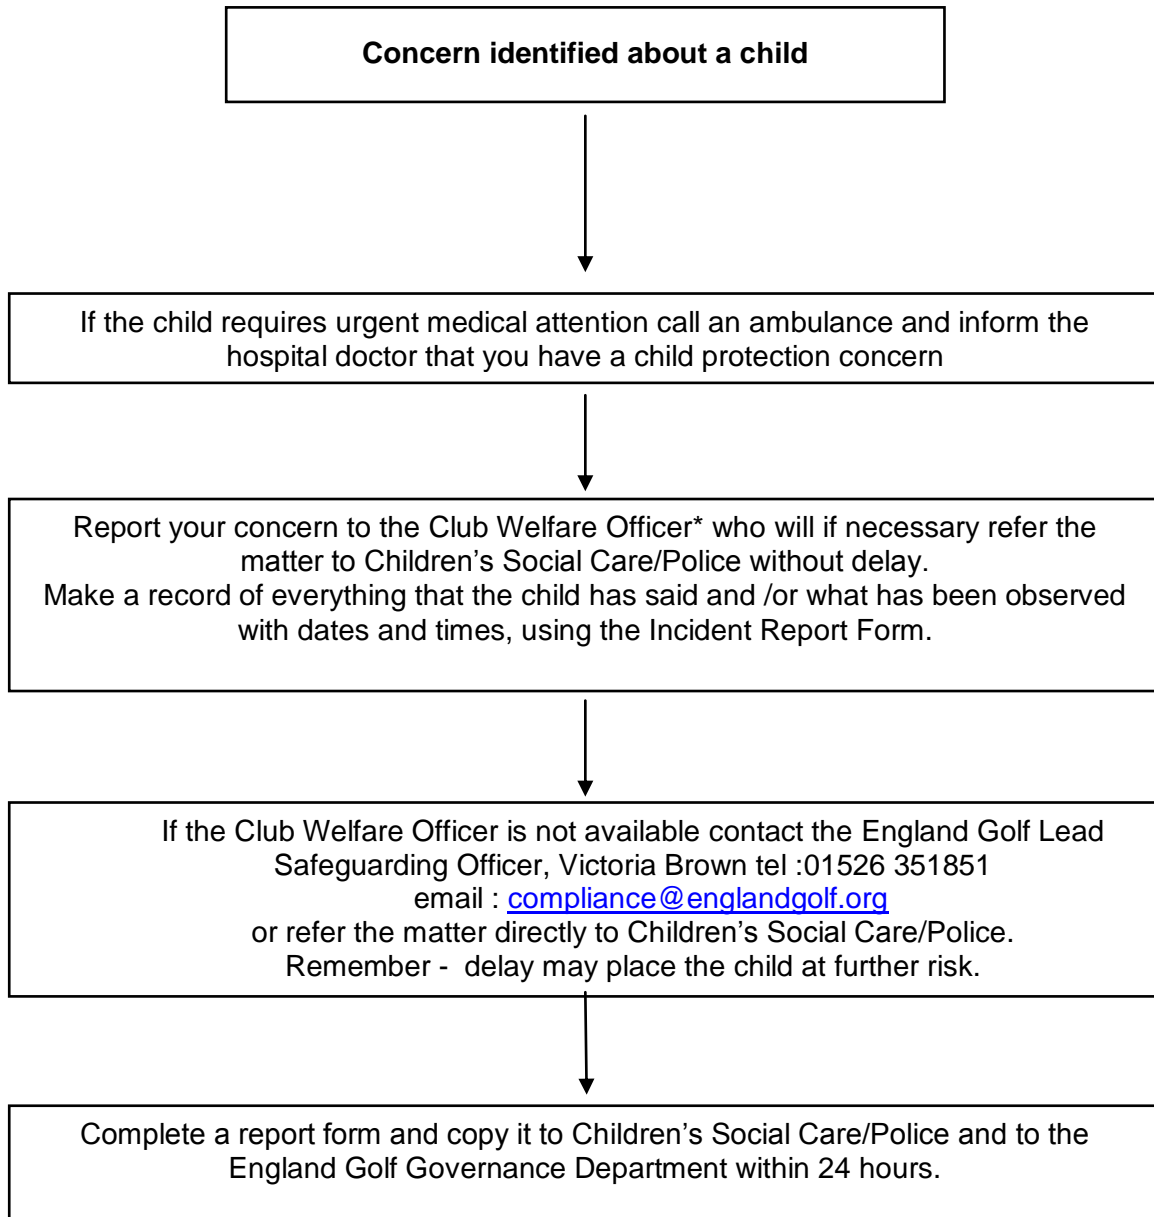 Concern identified about a child
If the child requires urgent medical attention call an ambulance and inform the
hospital doctor that you have a child protection concern
Report your concern to the Club Welfare Officer* who will if necessary refer the
matter to Children’s Social Care/Police without delay.
Make a record of everything that the child has said and /or what has been observed
with dates and times, using the Incident Report Form.
If the Club Welfare Officer is not available contact the England Golf Lead
Safeguarding Officer, Victoria Brown tel :01526 351851
email : compliance@englandgolf.org
or refer the matter directly to Children’s Social Care/Police.
Remember - delay may place the child at further risk.
Complete a report form and copy it to Children’s Social Care/Police and to the
England Golf Governance Department within 24 hours.